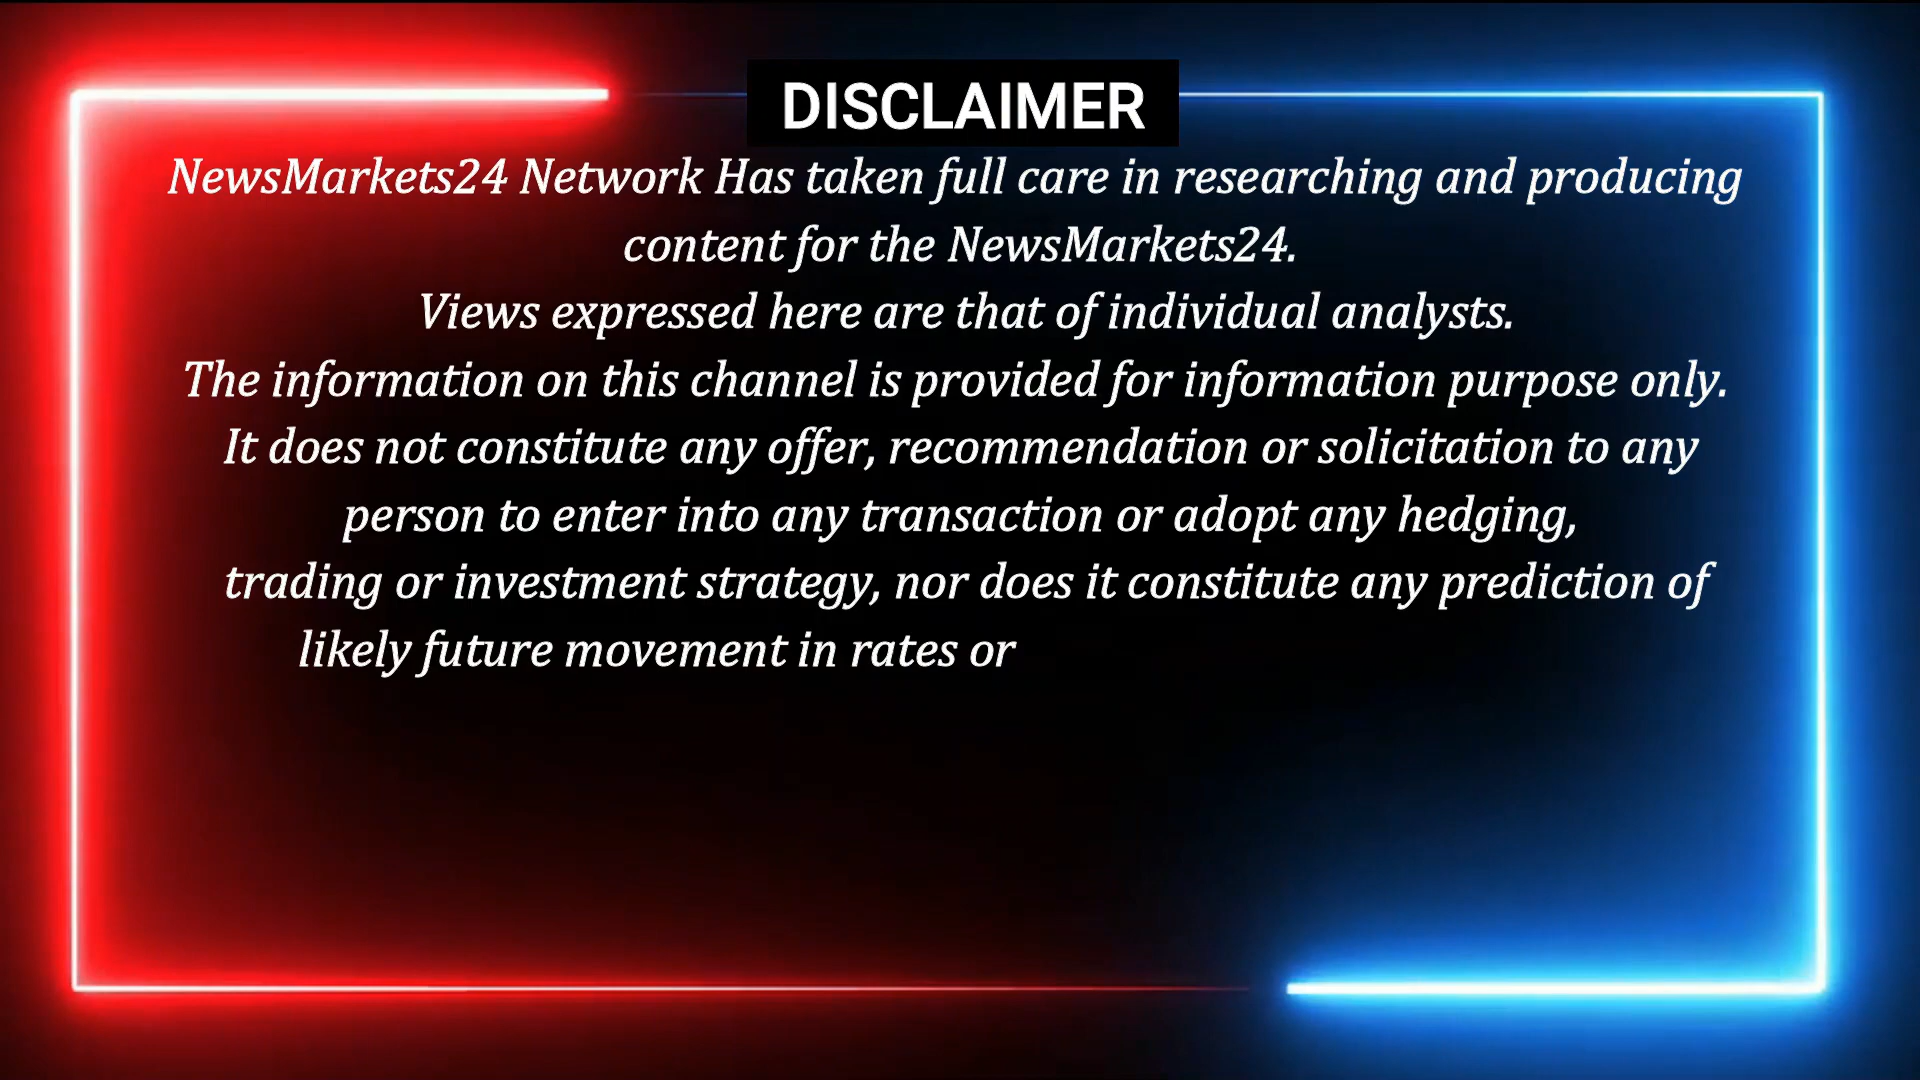 DISCLAIMER
NewsMarkets24 Network Has taken full care in researching and producing
content for the NewsMarkets24.
Views expressed here are that of individual analysts.
The information on this channel is provided for information purpose only.
It does not constitute any offer, recommendation or solicitation to any
person to enter into any transaction or adopt any hedging,
trading or investment strategy, nor does it constitute any prediction of
likely future movement in rates or